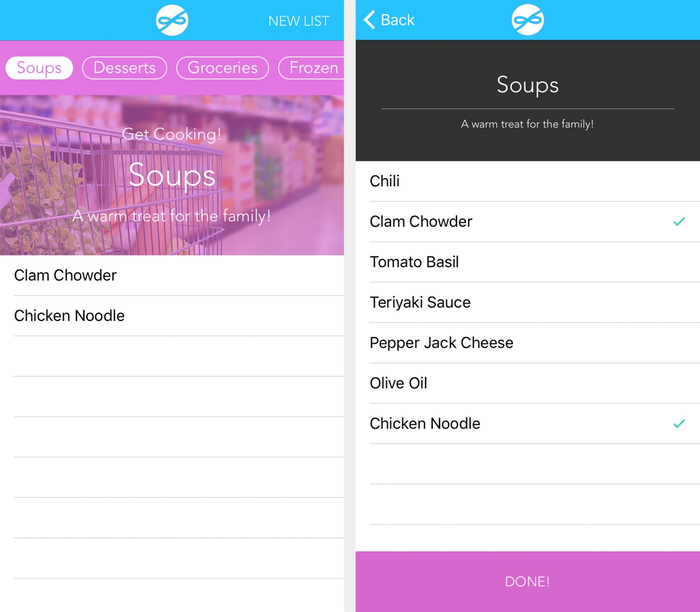 NEW LIST
Soups Desserts Groceries Frozen
Get Cooking!
Soups
A warm treat for the family!
Clam Chowder
Chicken Noodle
Back
Soups
A warm treat for the family!
Chili
Clam Chowder
Tomato Basil
Teriyaki Sauce
Pepper Jack Cheese
Olive Oil
Chicken Noodle
DONE!